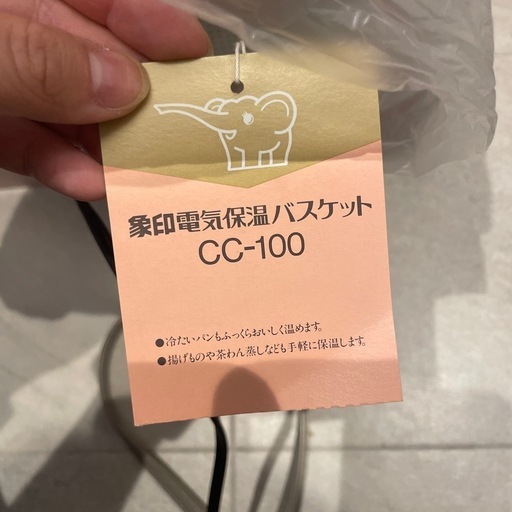 象印電気保温バスケット
CC-100
●冷たいパンもふっくらおいしく温めます。
●揚げものや茶わん蒸しなども手軽に保温します。